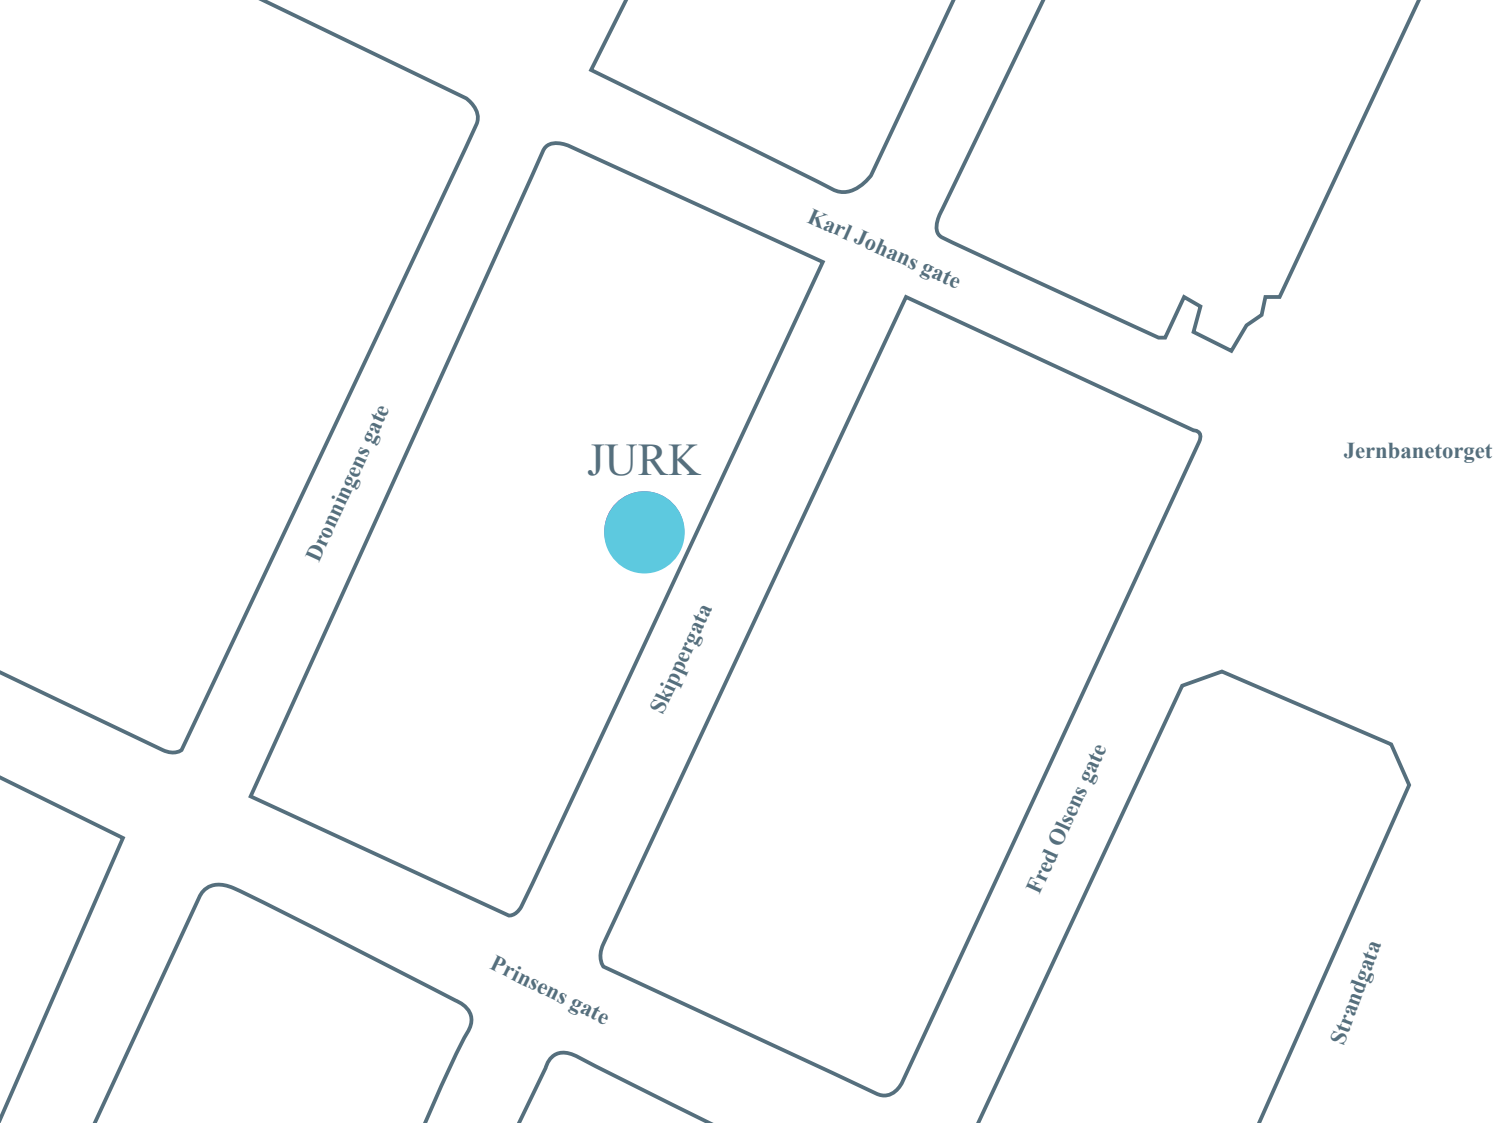 Karl Johans gate
Dronningens gate
JURK
Jernbanetorget
Skippergata
Fred Olsens gate
Prinsens gate
Strandgata